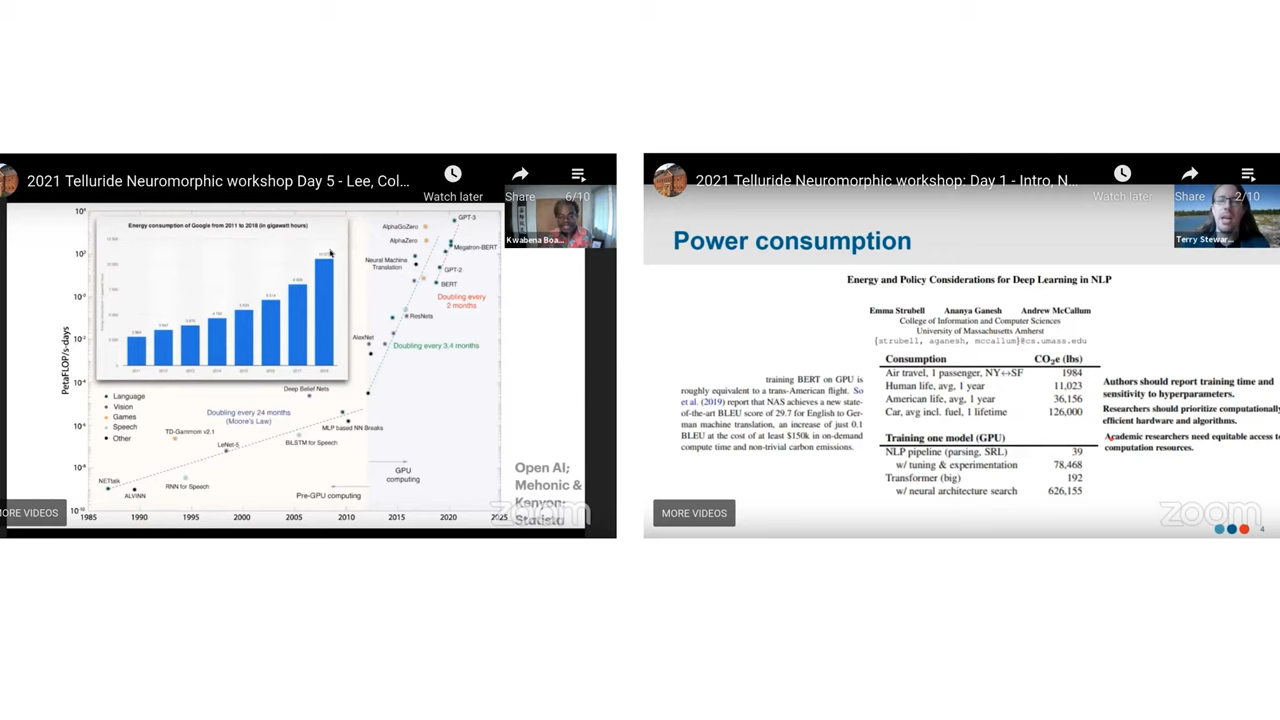 2021 Telluride Neuromorphic workshop Day 5 - Lee, Col...
Watch later
Share
6/10
Kwabena Boa...
Energy consumption of Google from 2011 to 2018 (in gigawatt hours)
2011 2012 2013 2014 2015 2016 2017 2018
PetaFLOP/s-days
AlphaGoZero
AlphaZero
Neural Machine
Translation
GPT-3
Megatron-BERT
GPT-2
BERT
Doubling every
2 months
ResNets
AlexNet
Doubling every 3.4 months
Deep Belief Nets
Language
Vision
Games
Speech
Other
Doubling every 24 months
(Moore's Law)
TD-Gammom v2.1
LeNet-5
MLP based NN Breaks
BiLSTM for Speech
NETtalk
ALVINN
RNN for Speech
GPU
computing
Pre-GPU computing
Open AI;
Mehonic &
Kenyon;
Statista
zoom
MORE VIDEOS
1985 1990 1995 2000 2005 2010 2015 2020 2025
2021 Telluride Neuromorphic workshop: Day 1 - Intro, N...
Watch later
Share
2/10
Terry Stewar...
Power consumption
Energy and Policy Considerations for Deep Learning in NLP
Emma Strubell Ananya Ganesh Andrew McCallum
College of Information and Computer Sciences
University of Massachusetts Amherst
{strubell, aganesh, mccallum}@cs.umass.edu
training BERT on GPU is
roughly equivalent to a trans-American flight. So
et al. (2019) report that NAS achieves a new state-
of-the-art BLEU score of 29.7 for English to Ger-
man machine translation, an increase of just 0.1
BLEU at the cost of at least $150k in on-demand
compute time and non-trivial carbon emissions.
Consumption CO₂e (lbs)
Air travel, 1 passenger, NY↔SF 1984
Human life, avg, 1 year 11,023
American life, avg, 1 year 36,156
Car, avg incl. fuel, 1 lifetime 126,000
Training one model (GPU)
NLP pipeline (parsing, SRL) 39
w/ tuning & experimentation 78,468
Transformer (big) 192
w/ neural architecture search 626,155
Authors should report training time and
sensitivity to hyperparameters.
Researchers should prioritize computationally
efficient hardware and algorithms.
Academic researchers need equitable access to
computation resources.
MORE VIDEOS
zoom
4